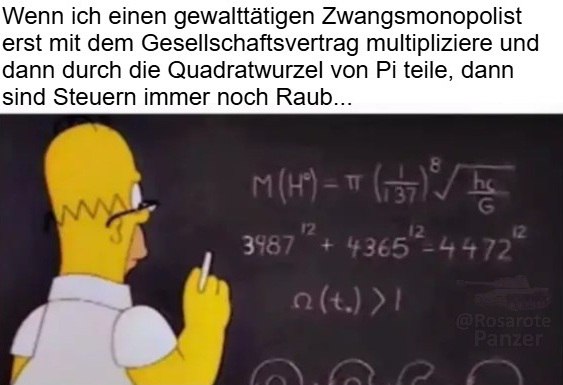 Wenn ich einen gewalttätigen Zwangsmonopolist
erst mit dem Gesellschaftsvertrag multipliziere und
dann durch die Quadratwurzel von Pi teile, dann
sind Steuern immer noch Raub...
M(H°) = π (1/137)⁸ √(hc/G)
3987¹² + 4365¹² = 4472¹²
Ω(t₀) > 1
@Rosarote
Panzer